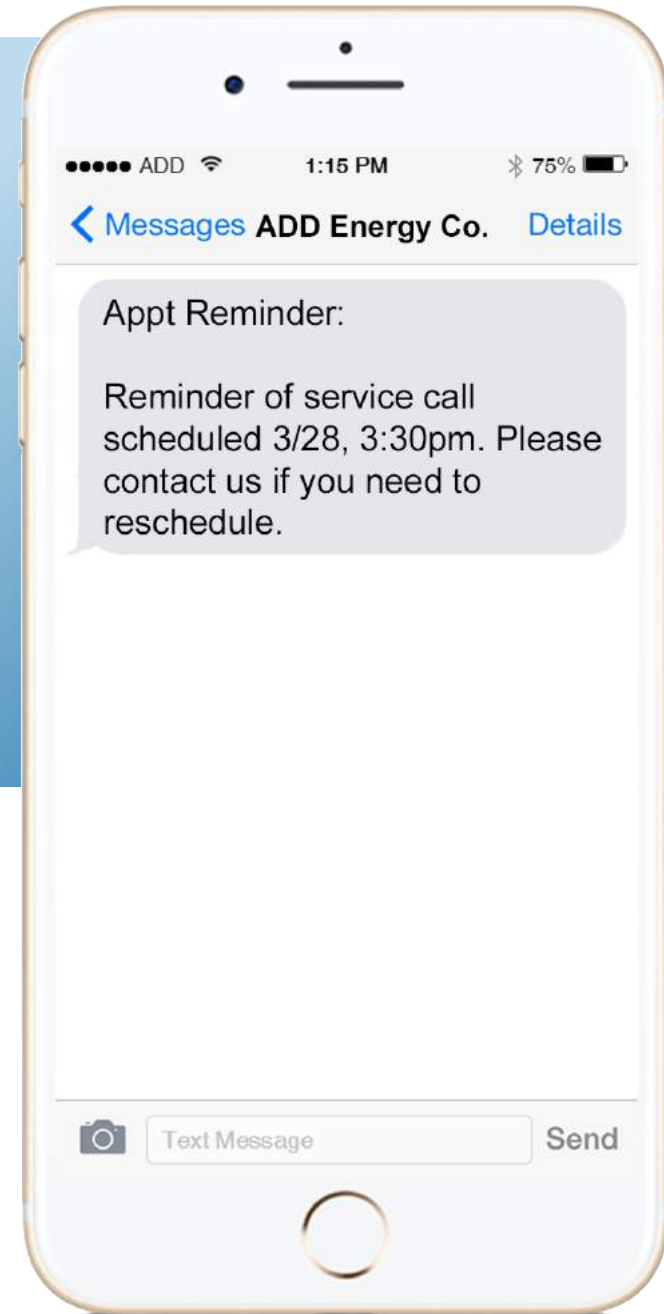 ADD 1:15 PM 75%
Messages ADD Energy Co. Details
Appt Reminder:
Reminder of service call
scheduled 3/28, 3:30pm. Please
contact us if you need to
reschedule.
Text Message Send